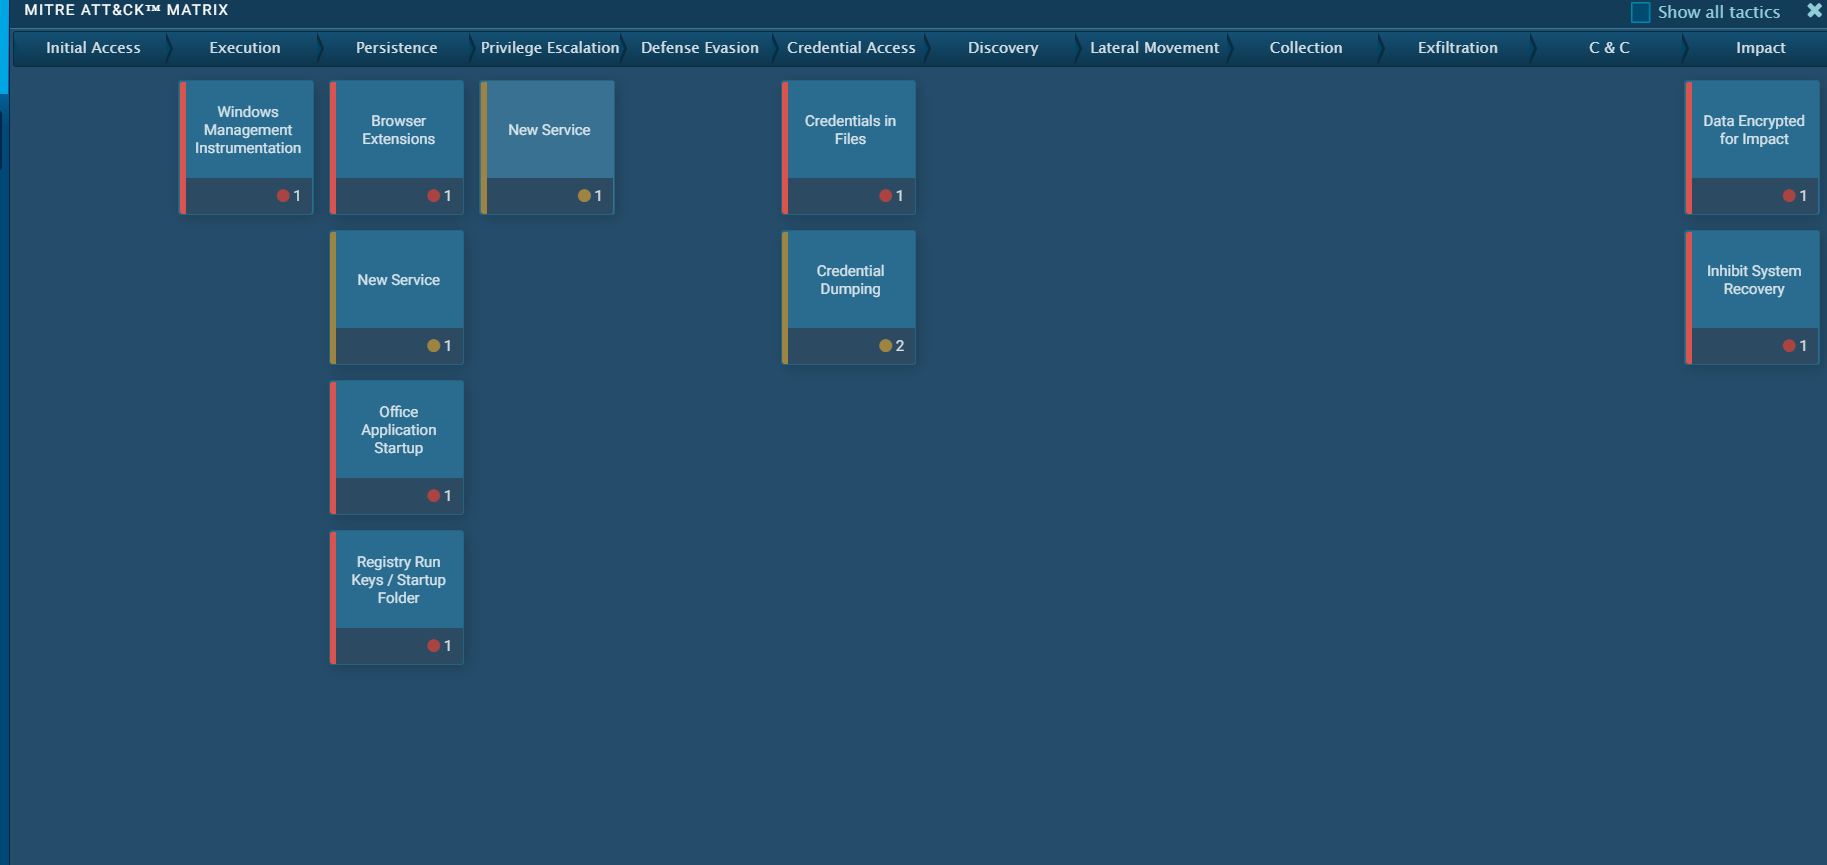 MITRE ATT&CK™ MATRIX
Show all tactics
Initial Access
Execution
Persistence
Privilege Escalation
Defense Evasion
Credential Access
Discovery
Lateral Movement
Collection
Exfiltration
C & C
Impact
Windows
Management
Instrumentation
1
Browser
Extensions
1
New Service
1
Office
Application
Startup
1
Registry Run
Keys / Startup
Folder
1
New Service
1
Credentials in
Files
1
Credential
Dumping
2
Data Encrypted
for Impact
1
Inhibit System
Recovery
1